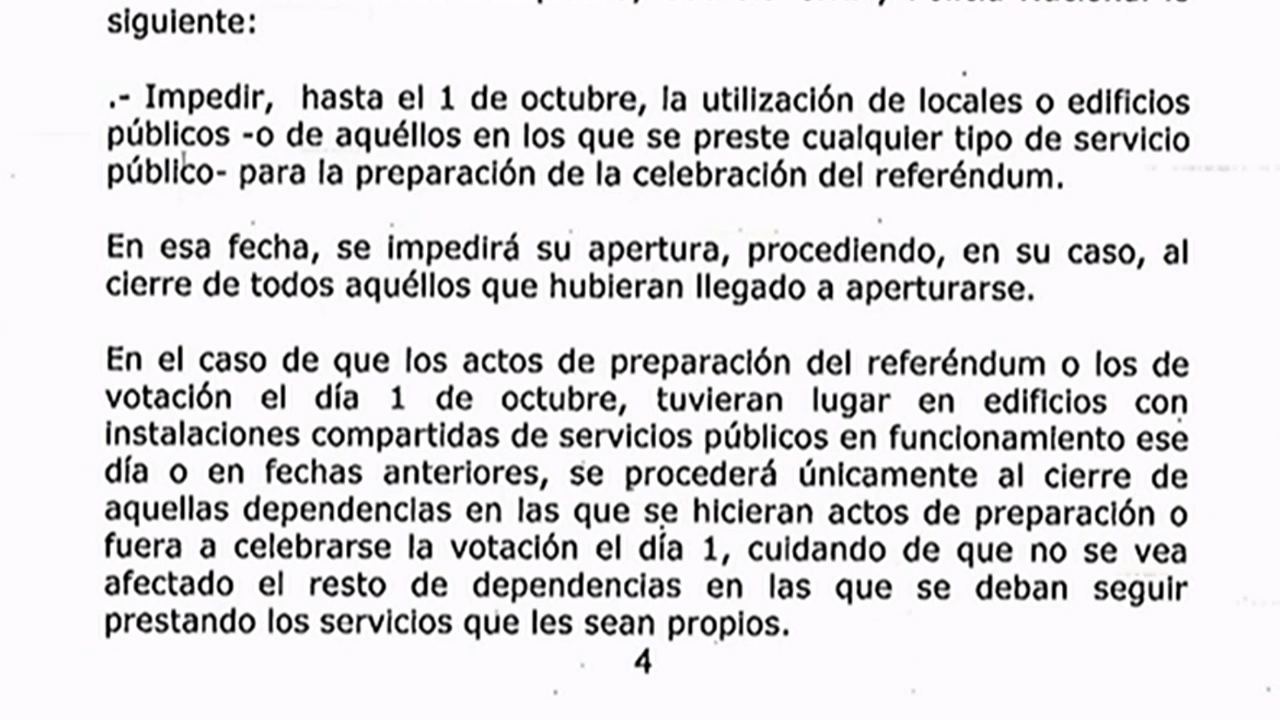 siguiente:
.- Impedir, hasta el 1 de octubre, la utilización de locales o edificios
públicos -o de aquéllos en los que se preste cualquier tipo de servicio
público- para la preparación de la celebración del referéndum.
En esa fecha, se impedirá su apertura, procediendo, en su caso, al
cierre de todos aquéllos que hubieran llegado a aperturarse.
En el caso de que los actos de preparación del referéndum o los de
votación el día 1 de octubre, tuvieran lugar en edificios con
instalaciones compartidas de servicios públicos en funcionamiento ese
día o en fechas anteriores, se procederá únicamente al cierre de
aquellas dependencias en las que se hicieran actos de preparación o
fuera a celebrarse la votación el día 1, cuidando de que no se vea
afectado el resto de dependencias en las que se deban seguir
prestando los servicios que les sean propios.
4